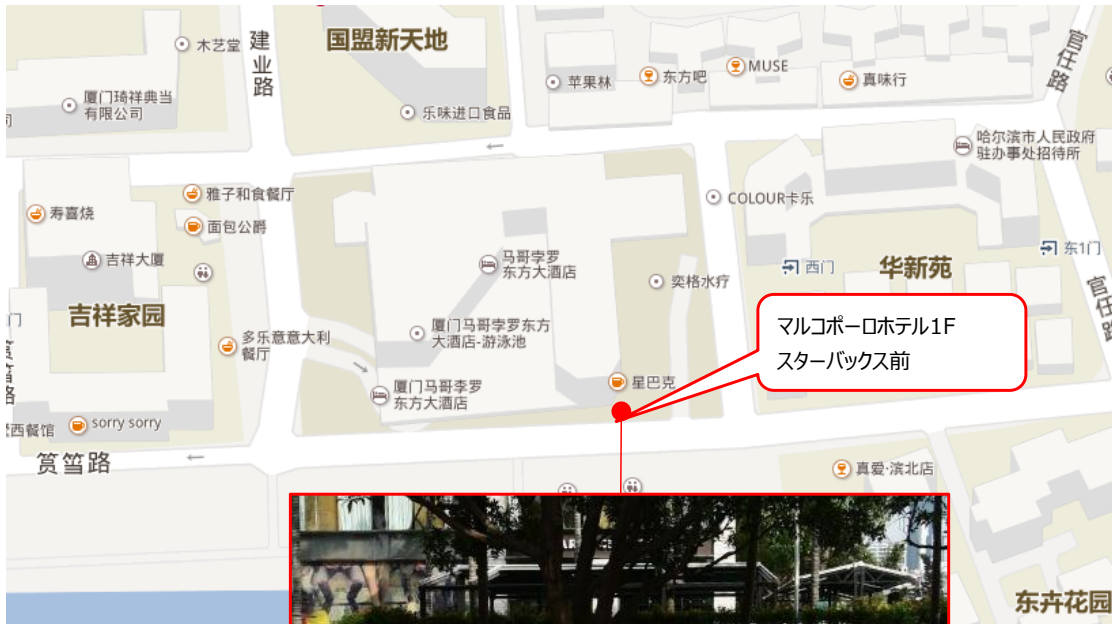 木艺堂
建业路
国盟新天地
官任路
苹果林
东方吧
MUSE
真味行
厦门琦祥典当
有限公司
司
乐味进口食品
←
哈尔滨市人民政府
驻办事处招待所
雅子和食餐厅
COLOUR卡乐
寿喜烧
面包公爵
吉祥大厦
马哥孛罗
东方大酒店
奕格水疗
西门
华新苑
东1门
官任路
门
吉祥家园
厦门马哥孛罗东方
大酒店-游泳池
マルコポーロホテル1F
スターバックス前
多乐意意大利
餐厅
厦门马哥孛罗
东方大酒店
星巴克
筼筜路
墅西餐馆
sorry sorry
筼筜路
←
真爱·滨北店
东卉花园